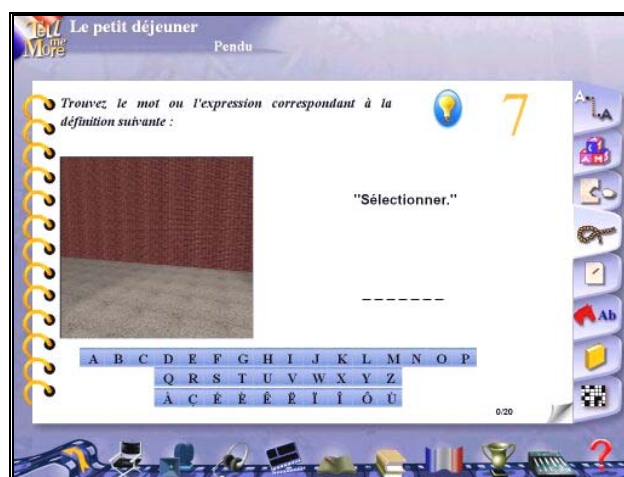 Tell me More
Le petit déjeuner
Pendu
Trouvez le mot ou l'expression correspondant à la
définition suivante :
7
"Sélectionner."
_ _ _ _ _ _ _
A B C D E F G H I J K L M N O P
Q R S T U V W X Y Z
À Ç É È Ê Ë Ï Î Ô Ù
0/20
A A
C A M
Ab
?